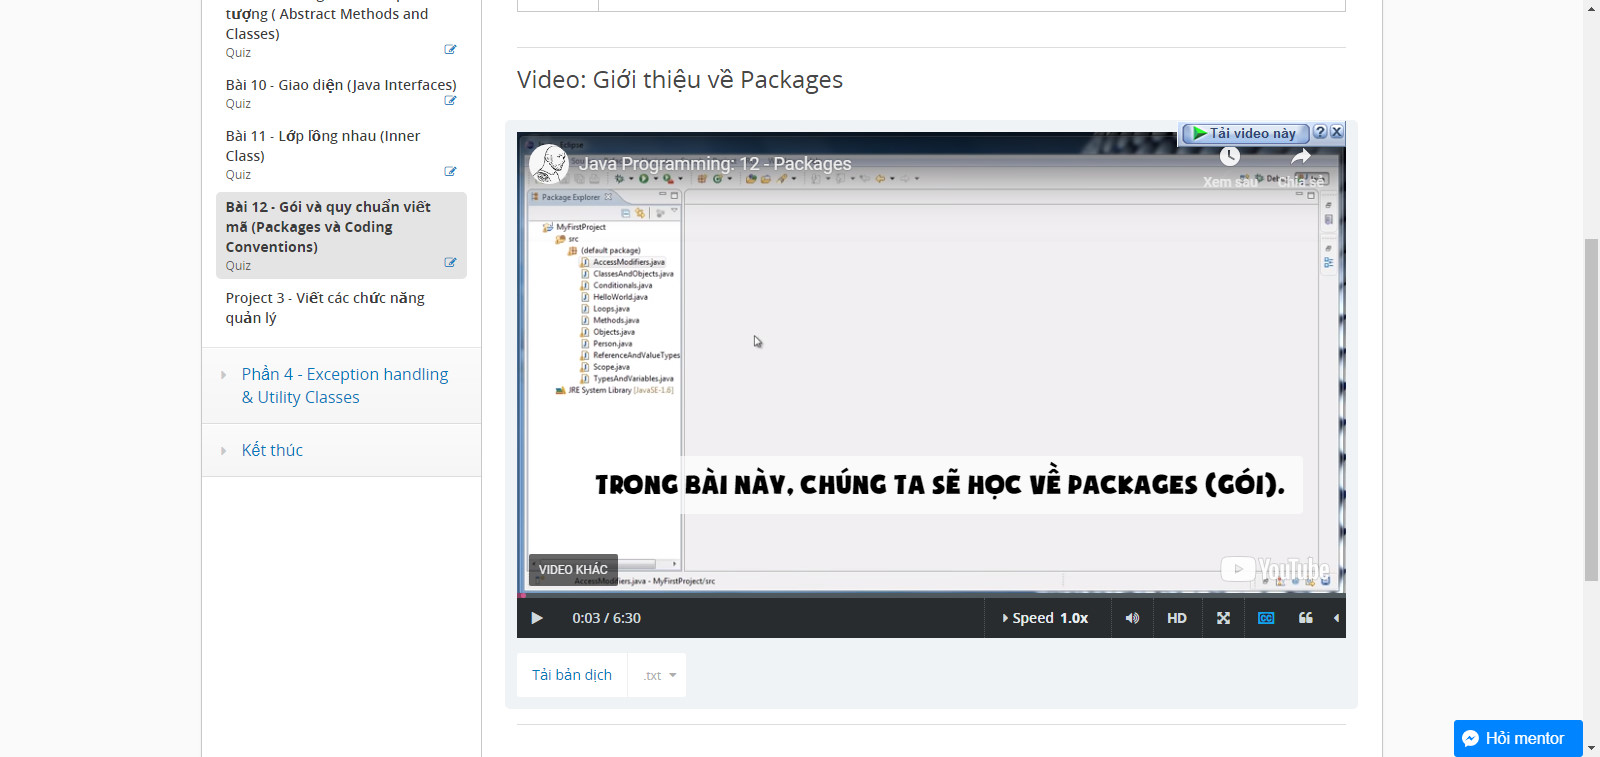 tượng ( Abstract Methods and
Classes)
Quiz
Bài 10 - Giao diện (Java Interfaces)
Quiz
Bài 11 - Lớp lồng nhau (Inner
Class)
Quiz
Bài 12 - Gói và quy chuẩn viết
mã (Packages và Coding
Conventions)
Quiz
Project 3 - Viết các chức năng
quản lý
Phần 4 - Exception handling
& Utility Classes
Kết thúc
Video: Giới thiệu về Packages
Tải video này
Java Programming: 12 - Packages
Xem sau
Chia sẻ
Package Explorer
MyFirstProject
src
(default package)
AccessModifiers.java
ClassesAndObjects.java
Conditionals.java
HelloWorld.java
Loops.java
Methods.java
Objects.java
Person.java
ReferenceAndValueTypes
Scope.java
TypesAndVariables.java
JRE System Library [JavaSE-1.6]
TRONG BÀI NÀY, CHÚNG TA SẼ HỌC VỀ PACKAGES (GÓI).
VIDEO KHÁC
YouTube
AccessModifiers.java - MyFirstProject/src
0:03 / 6:30
Speed 1.0x
HD
CC
Tải bản dịch
.txt
Hỏi mentor